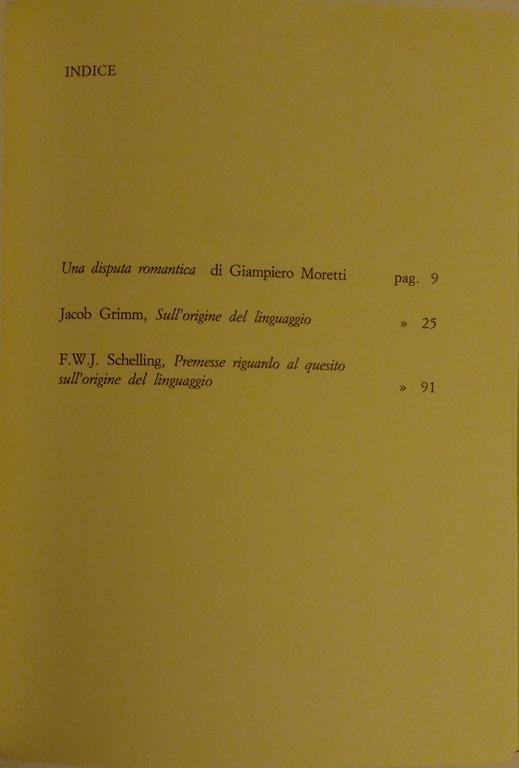 INDICE
Una disputa romantica di Giampiero Moretti pag. 9
Jacob Grimm, Sull'origine del linguaggio » 25
F.W.J. Schelling, Premesse riguardo al quesito
sull'origine del linguaggio » 91